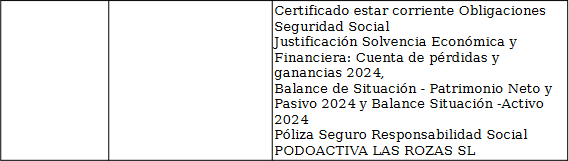 Certificado estar corriente Obligaciones
Seguridad Social
Justificación Solvencia Económica y
Financiera: Cuenta de pérdidas y
ganancias 2024,
Balance de Situación - Patrimonio Neto y
Pasivo 2024 y Balance Situación -Activo
2024
Póliza Seguro Responsabilidad Social
PODOACTIVA LAS ROZAS SL